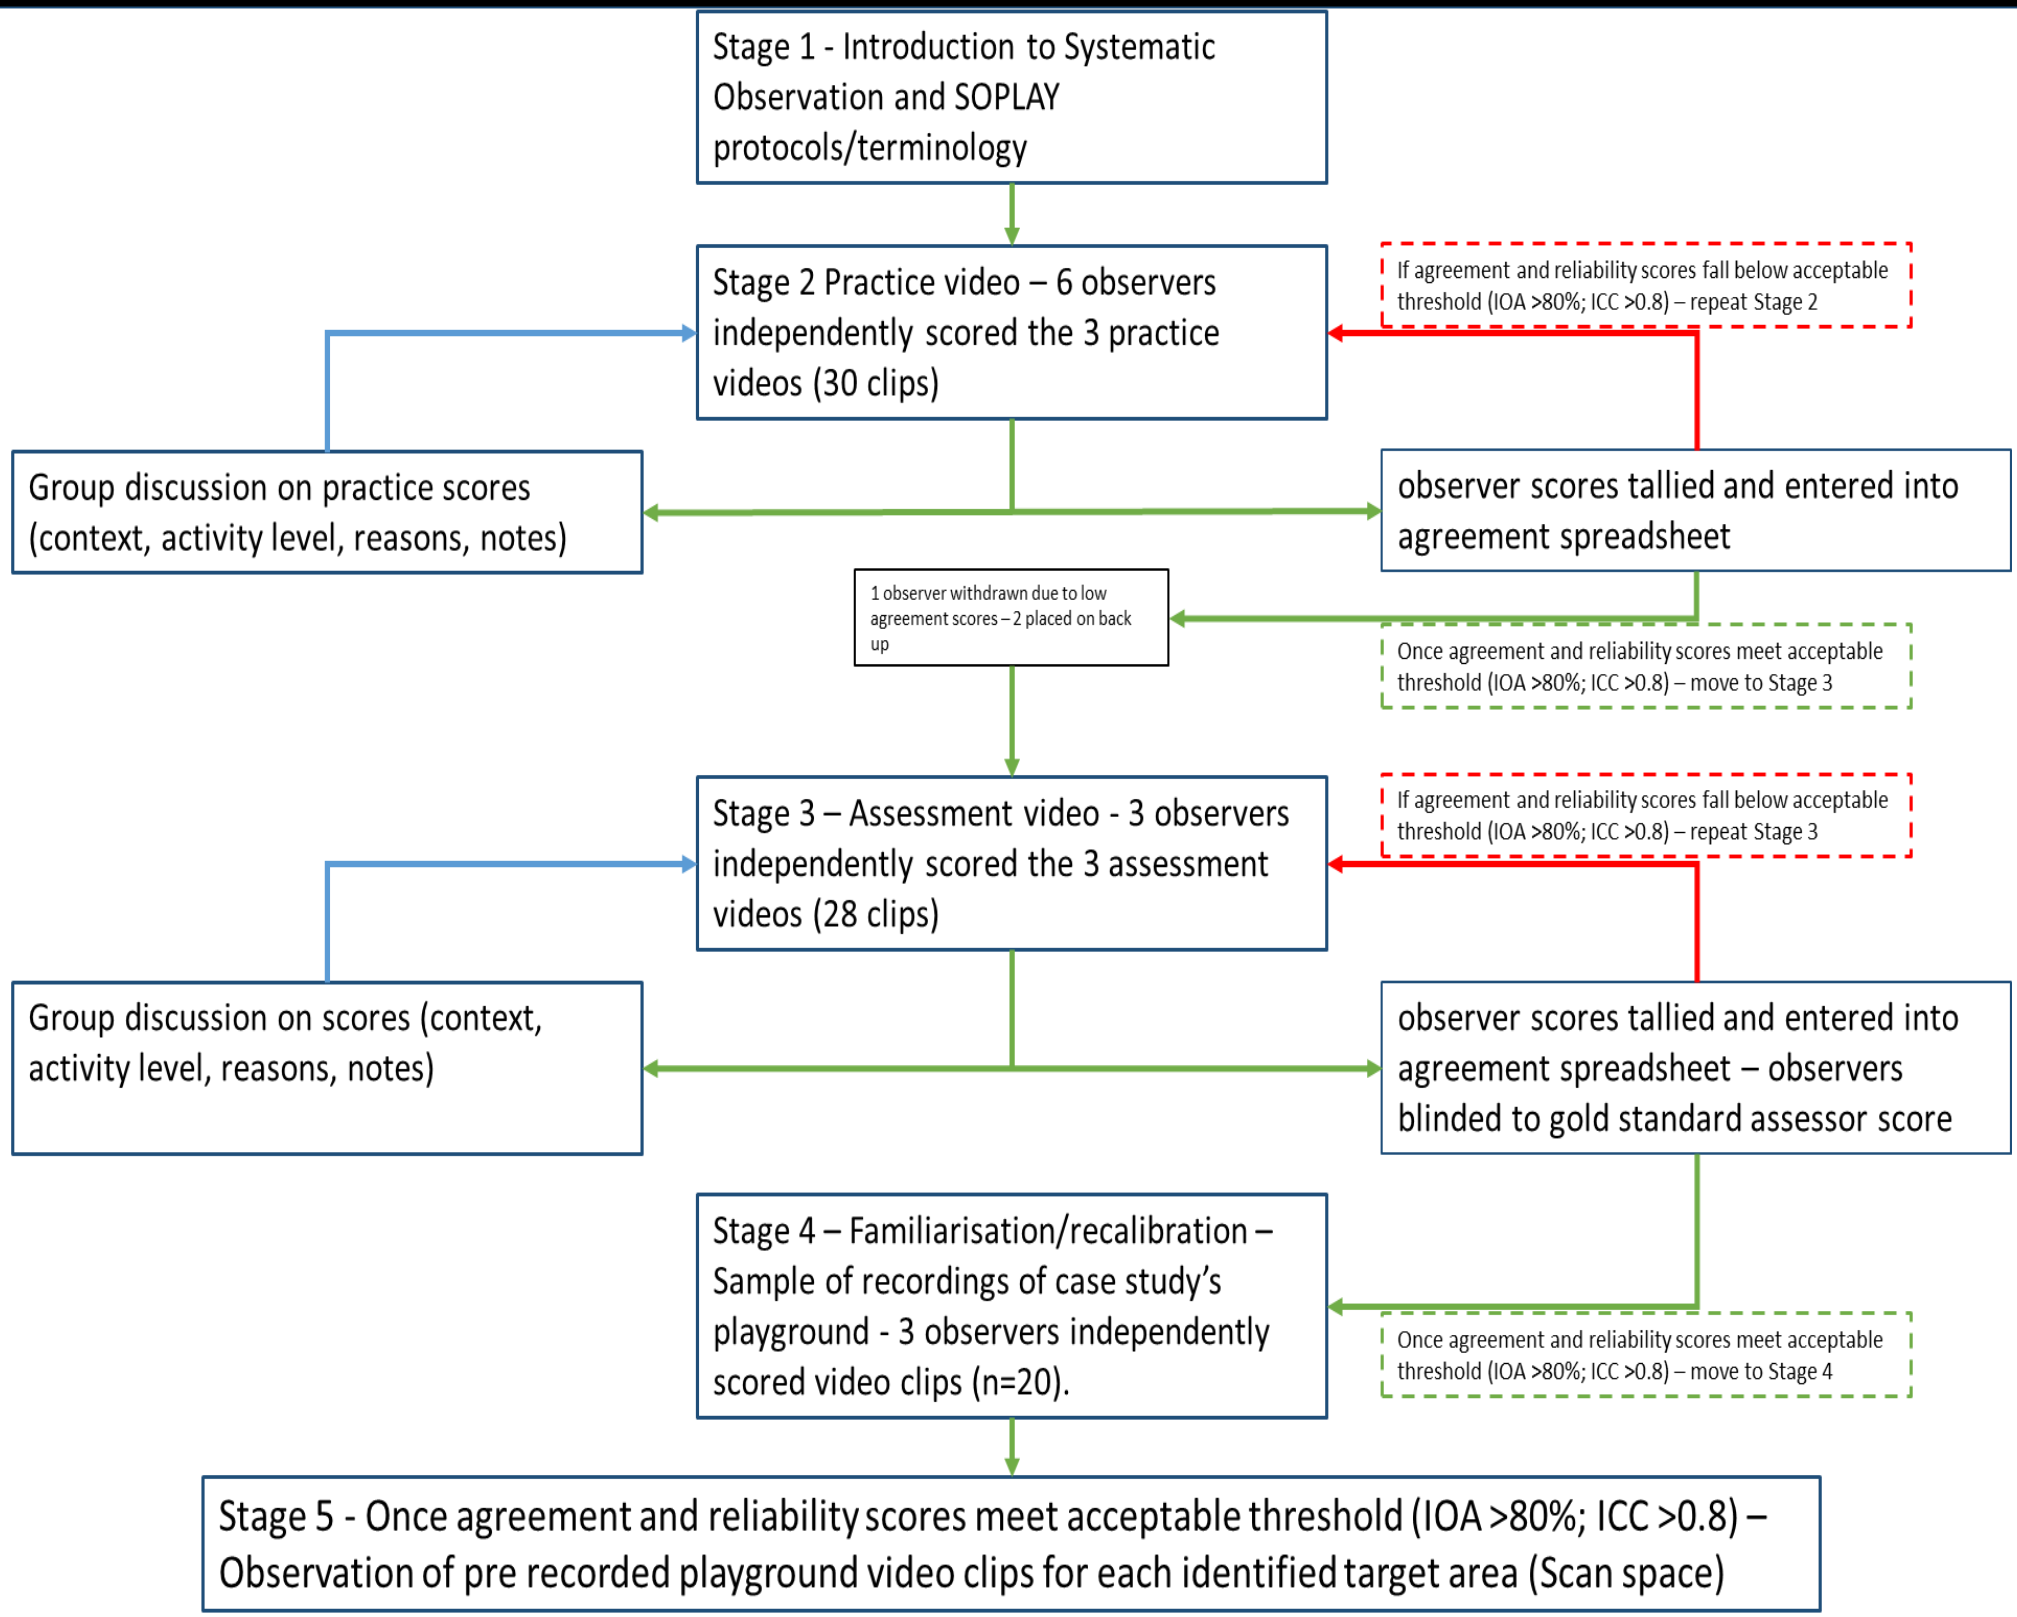 Stage 1 - Introduction to Systematic
Observation and SOPLAY
protocols/terminology
Stage 2 Practice video – 6 observers
independently scored the 3 practice
videos (30 clips)
If agreement and reliability scores fall below acceptable
threshold (IOA >80%; ICC >0.8) – repeat Stage 2
Group discussion on practice scores
(context, activity level, reasons, notes)
observer scores tallied and entered into
agreement spreadsheet
1 observer withdrawn due to low
agreement scores – 2 placed on back
up
Once agreement and reliability scores meet acceptable
threshold (IOA >80%; ICC >0.8) – move to Stage 3
Stage 3 – Assessment video - 3 observers
independently scored the 3 assessment
videos (28 clips)
If agreement and reliability scores fall below acceptable
threshold (IOA >80%; ICC >0.8) – repeat Stage 3
Group discussion on scores (context,
activity level, reasons, notes)
observer scores tallied and entered into
agreement spreadsheet – observers
blinded to gold standard assessor score
Stage 4 – Familiarisation/recalibration –
Sample of recordings of case study’s
playground - 3 observers independently
scored video clips (n=20).
Once agreement and reliability scores meet acceptable
threshold (IOA >80%; ICC >0.8) – move to Stage 4
Stage 5 - Once agreement and reliability scores meet acceptable threshold (IOA >80%; ICC >0.8) –
Observation of pre recorded playground video clips for each identified target area (Scan space)